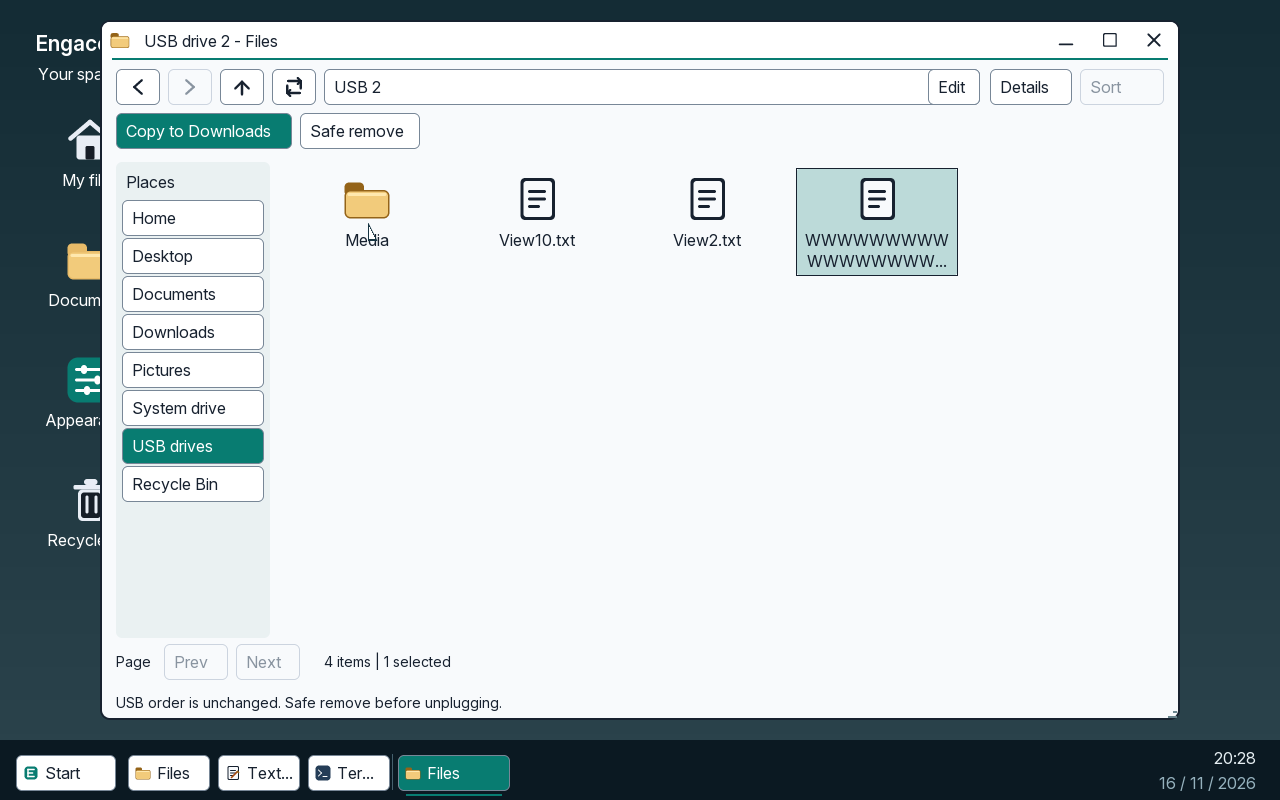 Engac
Your spa
My fil
Docum
Appear
Recycle
USB drive 2 - Files
USB 2
Edit
Details
Sort
Copy to Downloads
Safe remove
Places
Home
Desktop
Documents
Downloads
Pictures
System drive
USB drives
Recycle Bin
Media
View10.txt
View2.txt
WWWWWWWWW
WWWWWWWW...
Page
Prev
Next
4 items | 1 selected
USB order is unchanged. Safe remove before unplugging.
Start
Files
Text...
Ter...
Files
20:28
16 / 11 / 2026